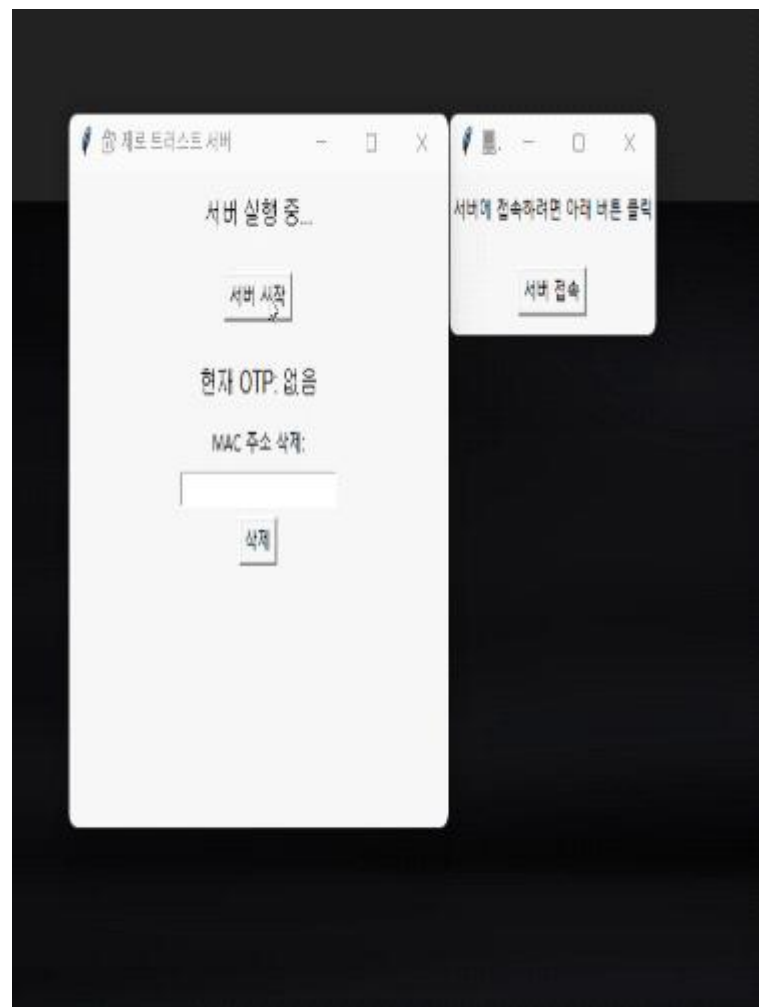 제로 트러스트 서버
서버 실행 중...
서버 시작
현재 OTP: 없음
MAC 주소 삭제:
삭제
서버에 접속하려면 아래 버튼 클릭
서버 접속